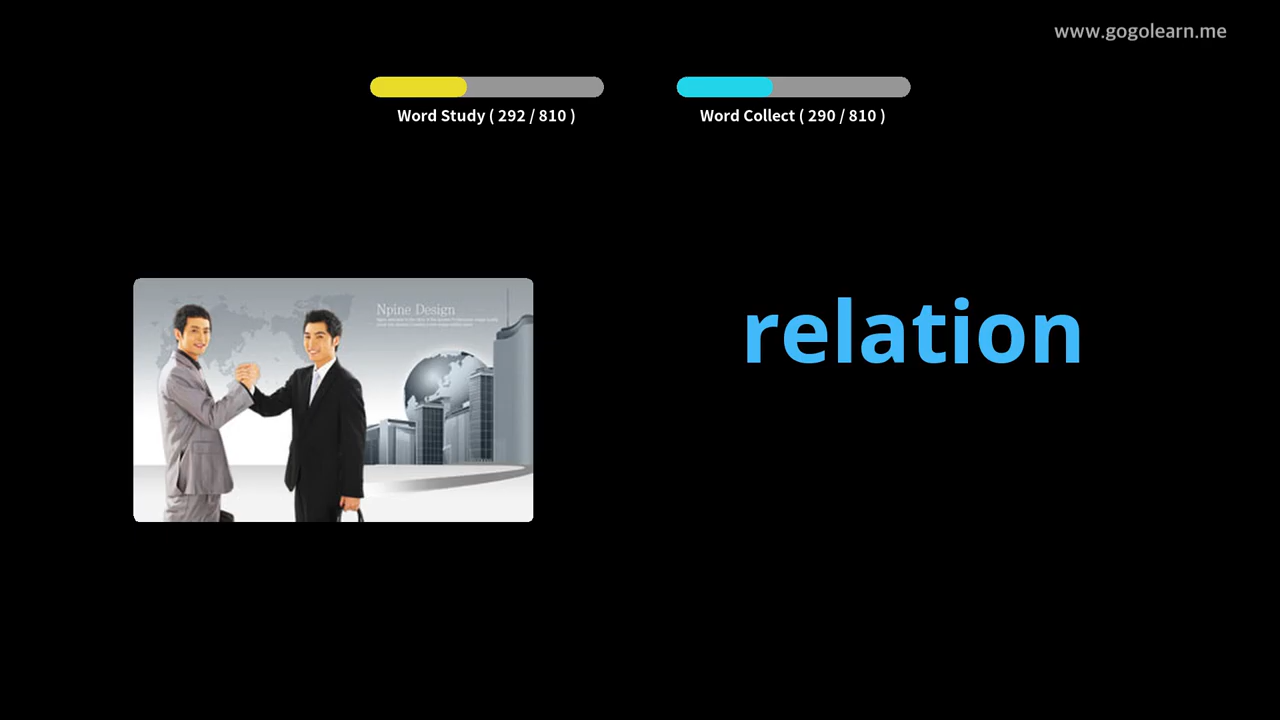 www.gogolearn.me
Word Study ( 292 / 810 )
Word Collect ( 290 / 810 )
Npine Design
relation